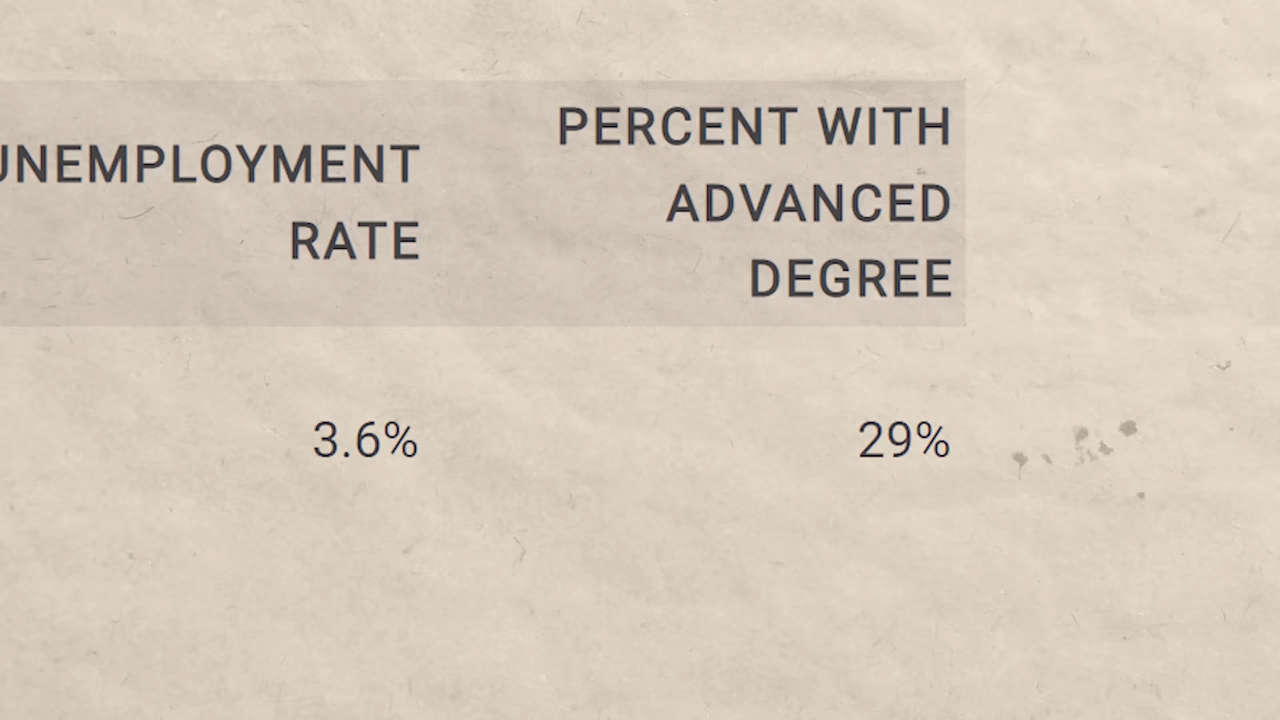 UNEMPLOYMENT
RATE
PERCENT WITH
ADVANCED
DEGREE
3.6% 29%